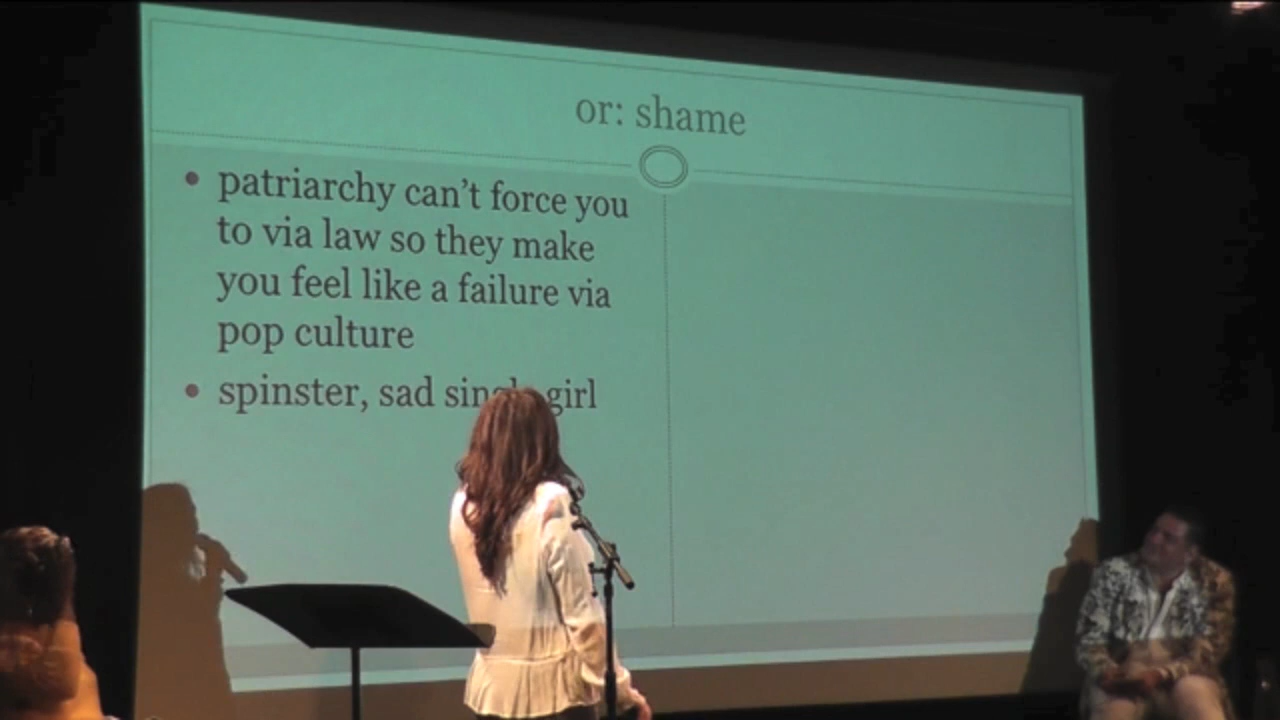 or: shame
patriarchy can't force you
to via law so they make
you feel like a failure via
pop culture
spinster, sad single girl